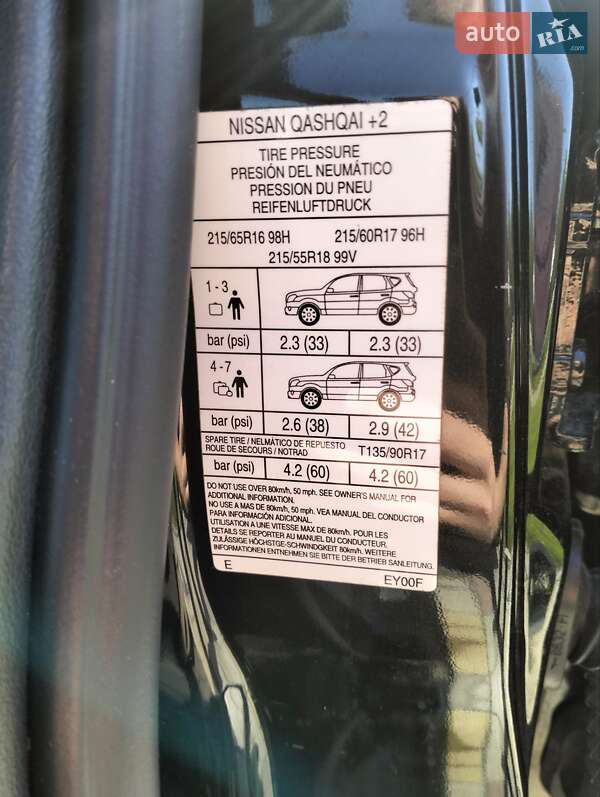 auto RIA .com
NISSAN QASHQAI +2
TIRE PRESSURE
PRESIÓN DEL NEUMÁTICO
PRESSION DU PNEU
REIFENLUFTDRUCK
215/65R16 98H 215/60R17 96H
215/55R18 99V
1 - 3
bar (psi) 2.3 (33) 2.3 (33)
4 - 7
bar (psi) 2.6 (38) 2.9 (42)
SPARE TIRE / NELMÁTICO DE REPUESTO
ROUE DE SECOURS / NOTRAD T135/90R17
bar (psi) 4.2 (60) 4.2 (60)
DO NOT USE OVER 80km/h, 50 mph. SEE OWNER'S MANUAL FOR
ADDITIONAL INFORMATION.
NO USE A MAS DE 80km/h, 50 mph. VEA MANUAL DEL CONDUCTOR
PARA INFORMACIÓN ADICIONAL.
UTILISATION A UNE VITESSE MAX DE 80km/h. POUR LES
DETAILS SE REPORTER AU MANUEL DU CONDUCTEUR.
ZULÄSSIGE HÖCHSTGE-SCHWINDGKEIT 80km/h. WEITERE
INFORMATIONEN ENTNEHMEN SIE BITTE DER BETRIEB SANLEITUNG.
E EY00F